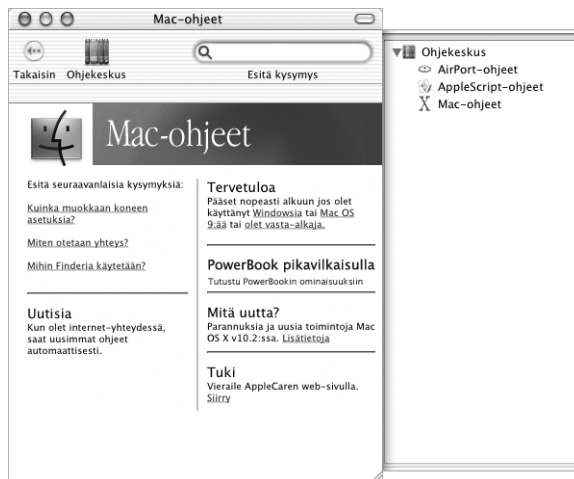 Mac-ohjeet
Takaisin
Ohjekeskus
Esitä kysymys
Mac-ohjeet
Esitä seuraavanlaisia kysymyksiä:
Kuinka muokkaan koneen
asetuksia?
Miten otetaan yhteys?
Mihin Finderia käytetään?
Uutisia
Kun olet internet-yhteydessä,
saat uusimmat ohjeet
automaattisesti.
Tervetuloa
Pääset nopeasti alkuun jos olet
käyttänyt Windowsia tai Mac OS
9:ää tai olet vasta-alkaja.
PowerBook pikavilkaisulla
Tutustu PowerBookin ominaisuuksiin
Mitä uutta?
Parannuksia ja uusia toimintoja Mac
OS X v10.2:ssa. Lisätietoja
Tuki
Vieraile AppleCaren web-sivulla.
Siirry
Ohjekeskus
AirPort-ohjeet
AppleScript-ohjeet
Mac-ohjeet